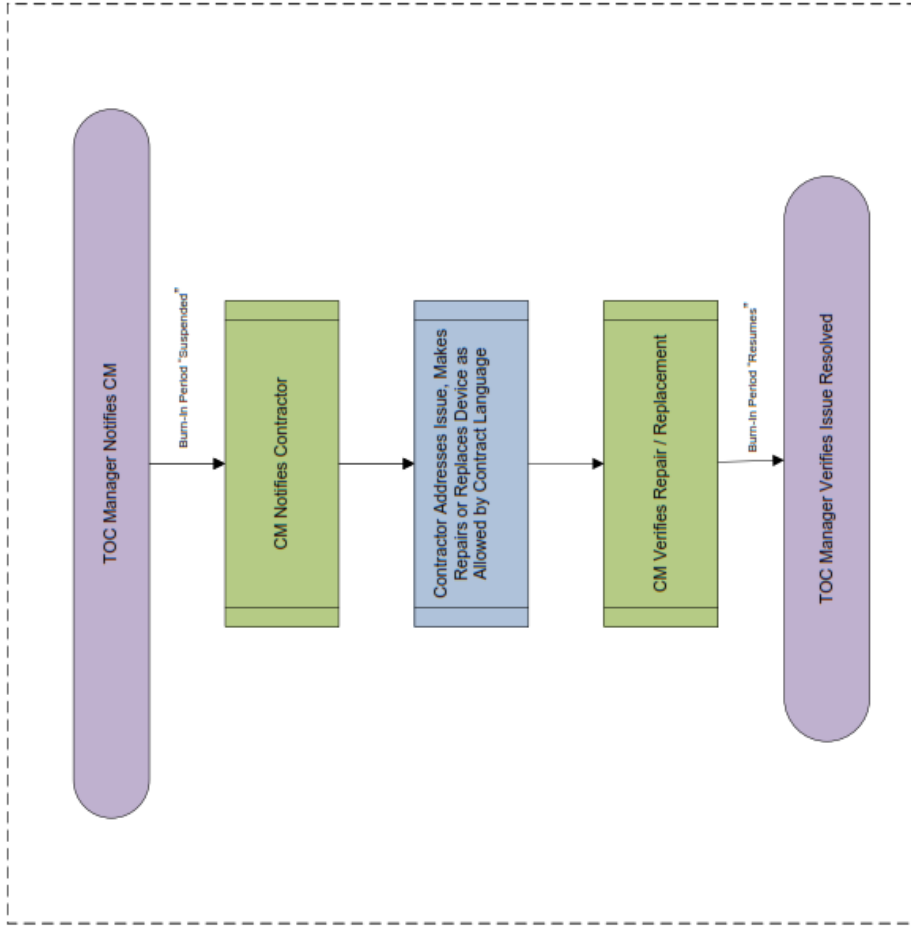 TOC Manager Notifies CM
Burn-In Period "Suspended"
CM Notifies Contractor
Contractor Addresses Issue, Makes
Repairs or Replaces Device as
Allowed by Contract Language
CM Verifies Repair / Replacement
Burn-In Period "Resumes"
TOC Manager Verifies Issue Resolved